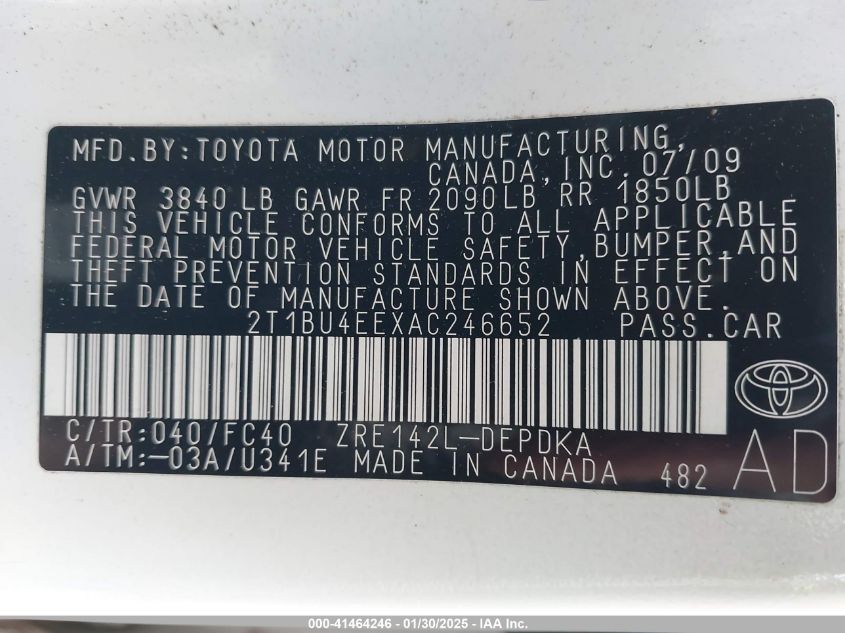 MFD.BY:TOYOTA MOTOR MANUFACTURING,
CANADA,INC. 07/09
GVWR 3840LB GAWR FR 2090LB RR 1850LB
THIS VEHICLE CONFORMS TO ALL APPLICABLE
FEDERAL MOTOR VEHICLE SAFETY,BUMPER,AND
THEFT PREVENTION STANDARDS IN EFFECT ON
THE DATE OF MANUFACTURE SHOWN ABOVE.
2T1BU4EEXAC246652 PASS.CAR
C/TR:040/FC40 ZRE142L-DEPDKA
A/TM:-03A/U341E MADE IN CANADA 482 AD
000-41464246 - 01/30/2025 - IAA Inc.